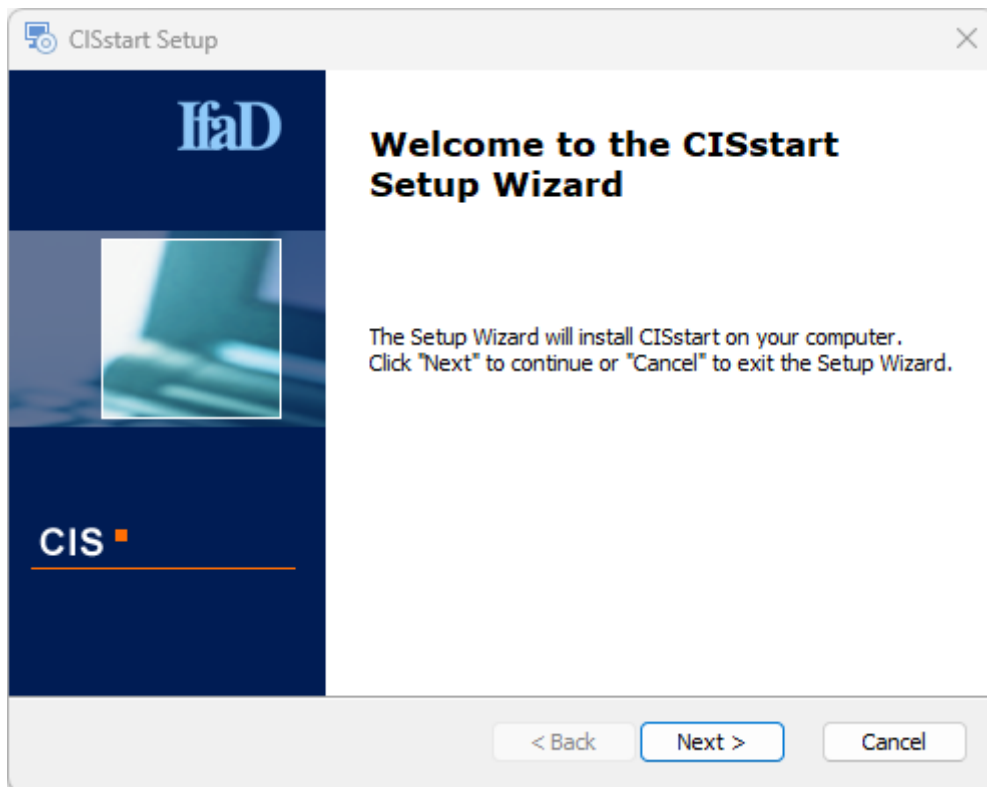 CISstart Setup
IfaD
Welcome to the CISstart
Setup Wizard
The Setup Wizard will install CISstart on your computer.
Click "Next" to continue or "Cancel" to exit the Setup Wizard.
CIS
< Back
Next >
Cancel